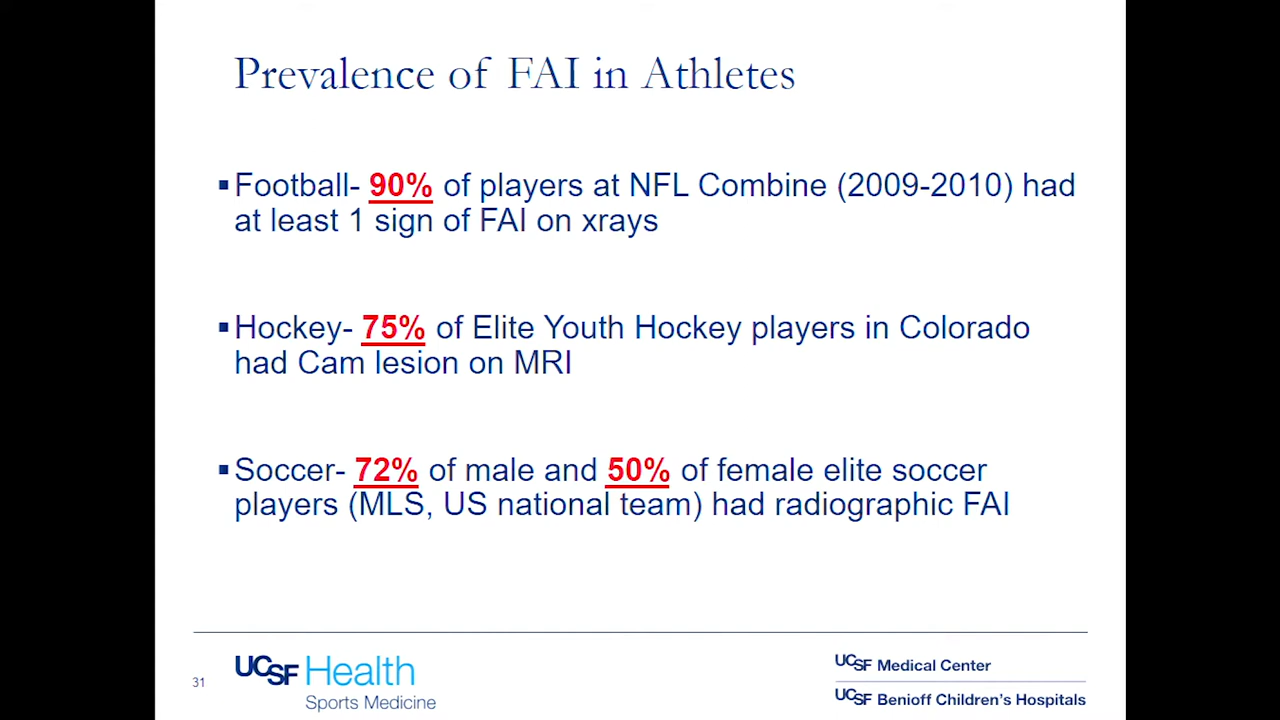 Prevalence of FAI in Athletes
▪Football- 90% of players at NFL Combine (2009-2010) had
at least 1 sign of FAI on xrays
▪Hockey- 75% of Elite Youth Hockey players in Colorado
had Cam lesion on MRI
▪Soccer- 72% of male and 50% of female elite soccer
players (MLS, US national team) had radiographic FAI
31
UCSF Health
Sports Medicine
UCSF Medical Center
UCSF Benioff Children's Hospitals